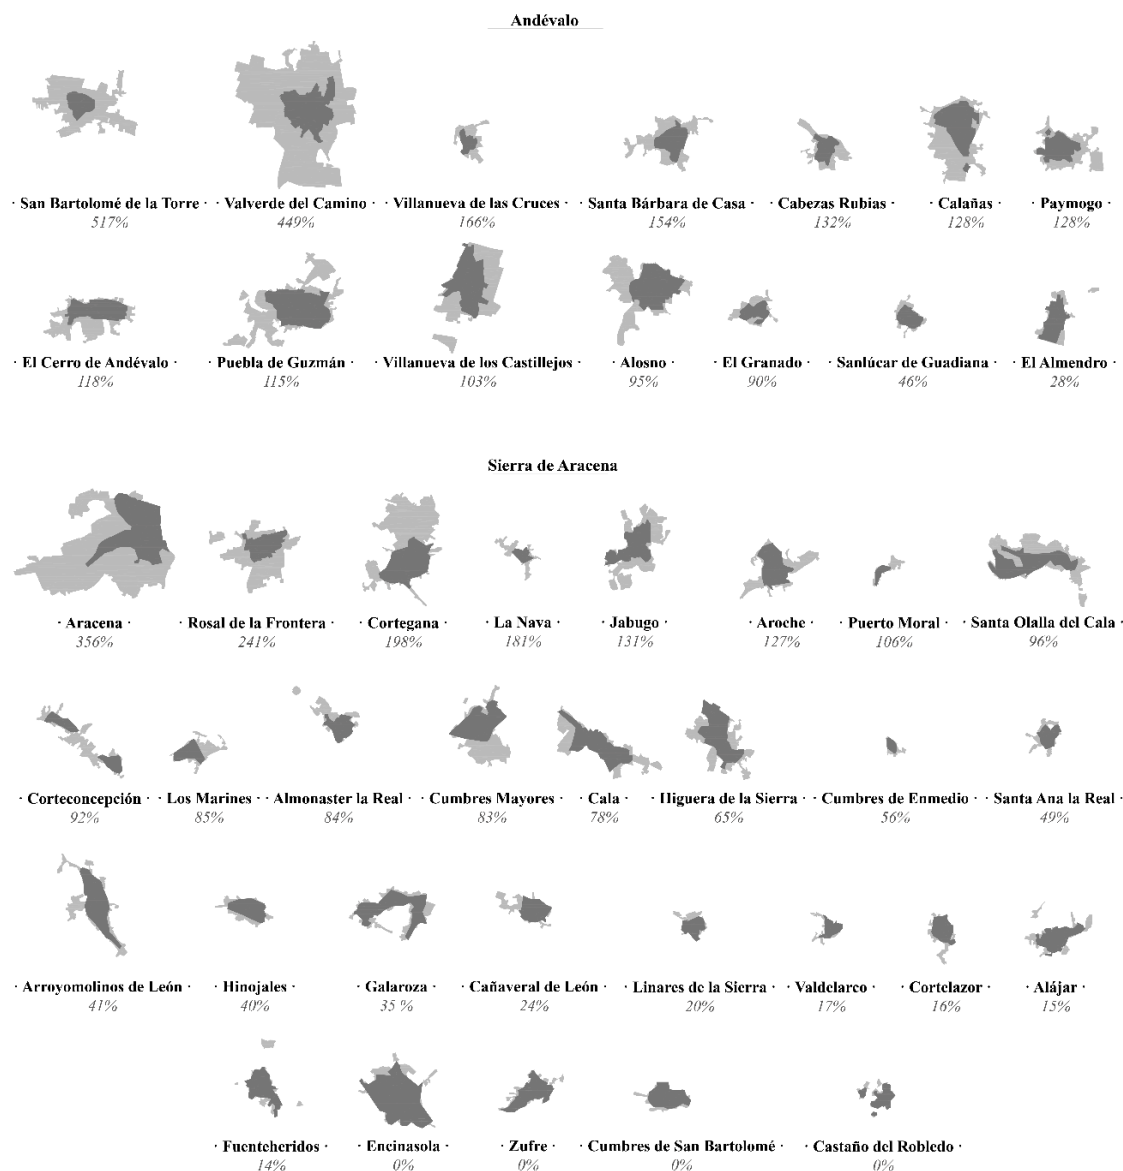 Andévalo
· San Bartolomé de la Torre · · Valverde del Camino · · Villanueva de las Cruces · · Santa Bárbara de Casa · · Cabezas Rubias · · Calañas · · Paymogo ·
517% 449% 166% 154% 132% 128% 128%
· El Cerro de Andévalo · · Puebla de Guzmán · · Villanueva de los Castillejos · · Alosno · · El Granado · · Sanlúcar de Guadiana · · El Almendro ·
118% 115% 103% 95% 90% 46% 28%
Sierra de Aracena
· Aracena · · Rosal de la Frontera · · Cortegana · · La Nava · · Jabugo · · Aroche · · Puerto Moral · · Santa Olalla del Cala ·
356% 241% 198% 181% 131% 127% 106% 96%
· Corteconcepción · · Los Marines · · Almonaster la Real · · Cumbres Mayores · · Cala · · Higuera de la Sierra · · Cumbres de Enmedio · · Santa Ana la Real ·
92% 85% 84% 83% 78% 65% 56% 49%
· Arroyomolinos de León · · Hinojales · · Galaroza · · Cañaveral de León · · Linares de la Sierra · · Valdelarco · · Cortelazor · · Alájar ·
41% 40% 35 % 24% 20% 17% 16% 15%
· Fuenteheridos · · Encinasola · · Zufre · · Cumbres de San Bartolomé · · Castaño del Robledo ·
14% 0% 0% 0% 0%